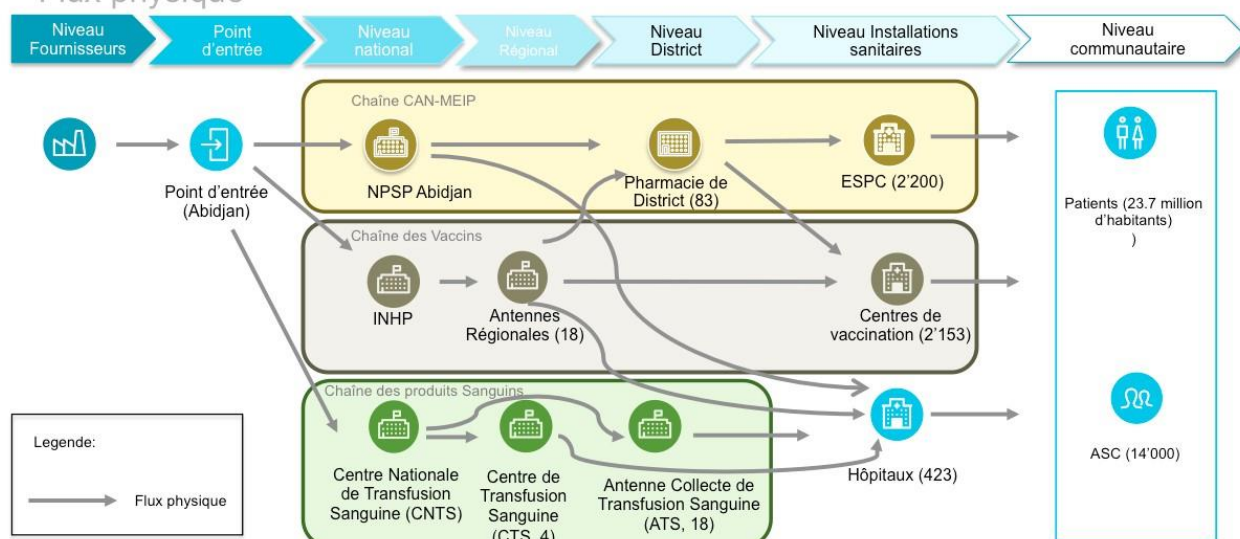 Flux physique
Niveau
Fournisseurs
Point
d'entrée
Niveau
national
Niveau
Régional
Niveau
District
Niveau Installations
sanitaires
Niveau
communautaire
Chaîne CAN-MEIP
Point d'entrée
(Abidjan)
NPSP Abidjan
Pharmacie de
District (83)
ESPC (2'200)
Patients (23.7 million
d'habitants)
)
Chaîne des Vaccins
INHP
Antennes
Régionales (18)
Centres de
vaccination (2'153)
Chaîne des produits Sanguins
Centre Nationale
de Transfusion
Sanguine (CNTS)
Centre de
Transfusion
Sanguine
(CTS, 4)
Antenne Collecte de
Transfusion Sanguine
(ATS, 18)
Hôpitaux (423)
ASC (14'000)
Legende:
Flux physique